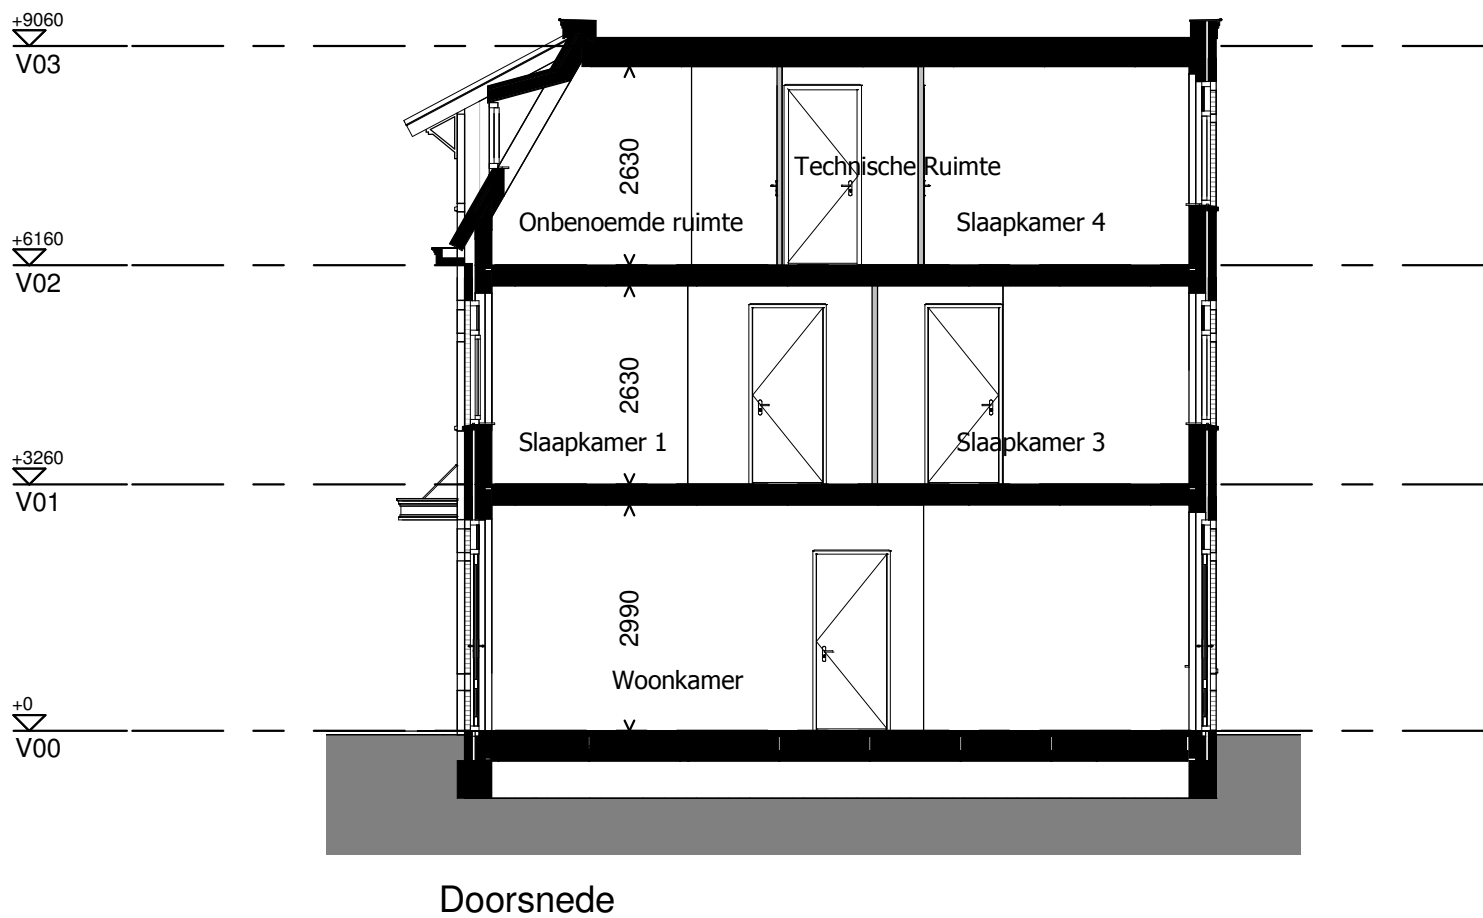 +9060
V03
2630
Technische Ruimte
Onbenoemde ruimte
Slaapkamer 4
+6160
V02
2630
Slaapkamer 1
Slaapkamer 3
+3260
V01
2990
Woonkamer
+0
V00
Doorsnede